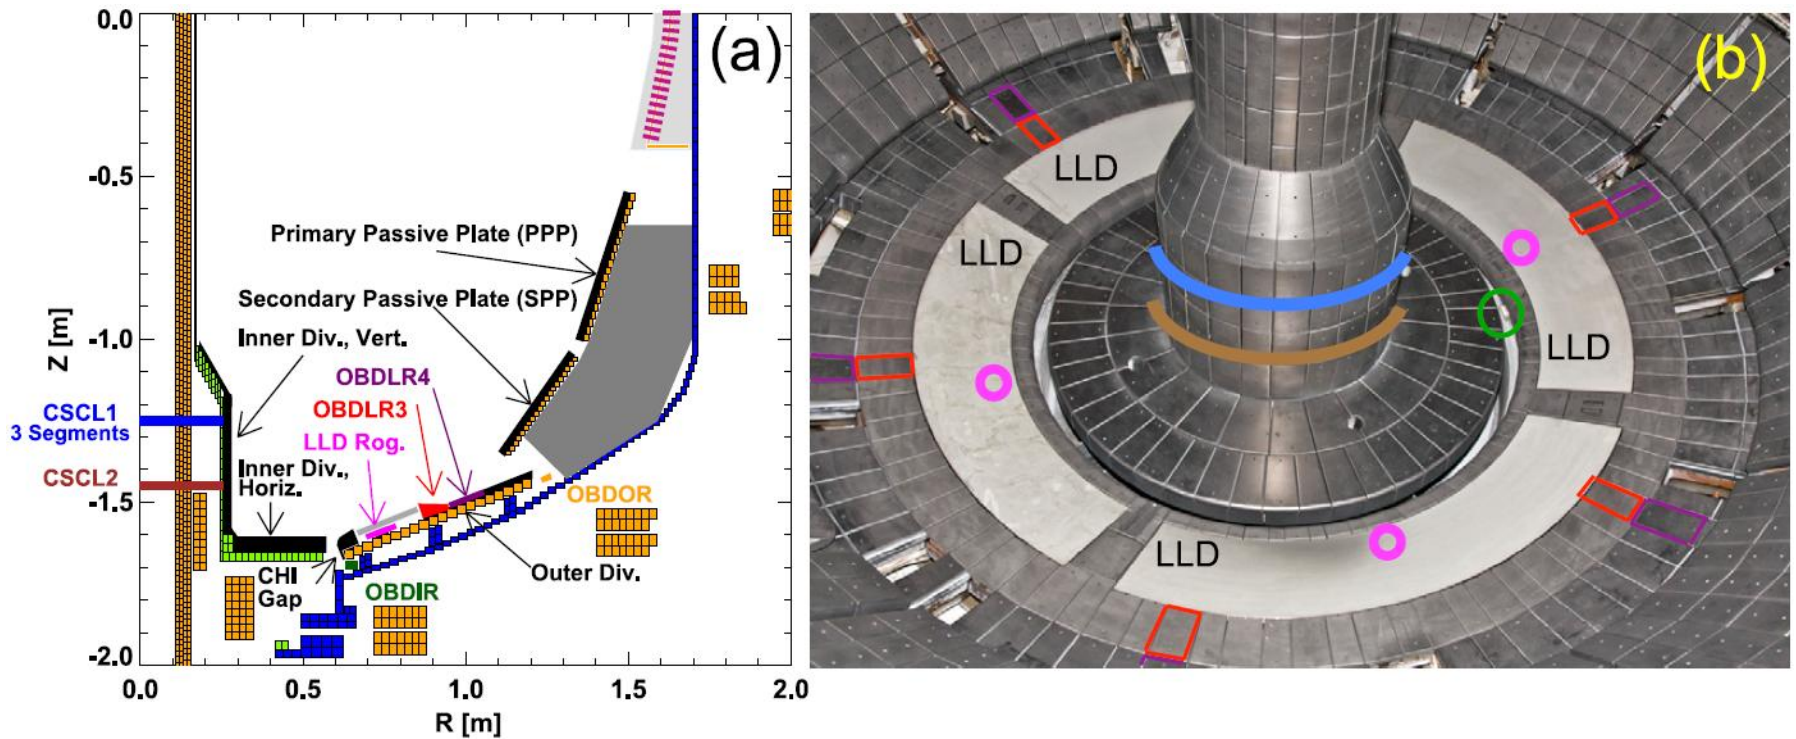 (a)
(b)
0.0
-0.5
-1.0
-1.5
-2.0
Z [m]
Primary Passive Plate (PPP)
Secondary Passive Plate (SPP)
Inner Div., Vert.
OBDLR4
CSCL1
3 Segments
OBDLR3
LLD Rog.
Inner Div.,
Horiz.
CSCL2
OBDOR
CHI
Gap
OBDIR
Outer Div.
0.0
0.5
1.0
1.5
2.0
R [m]
LLD
LLD
LLD
LLD